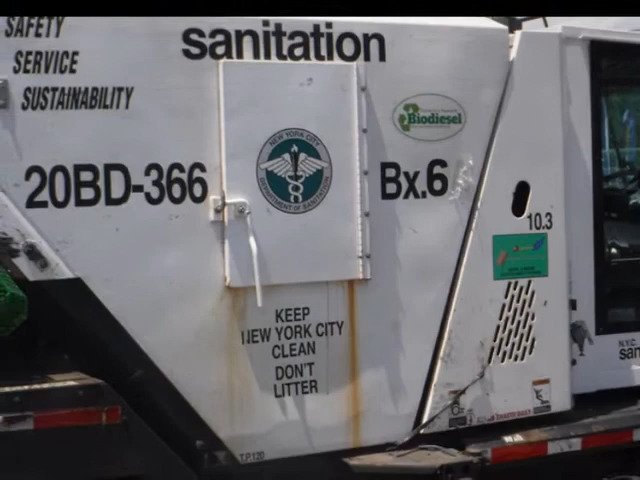 SAFETY
SERVICE
SUSTAINABILITY
sanitation
Biodiesel
NEW YORK CITY
DEPARTMENT OF SANITATION
20BD-366
Bx.6
10.3
KEEP
NEW YORK CITY
CLEAN
DON'T
LITTER
T.P.120
N.Y.C.
san